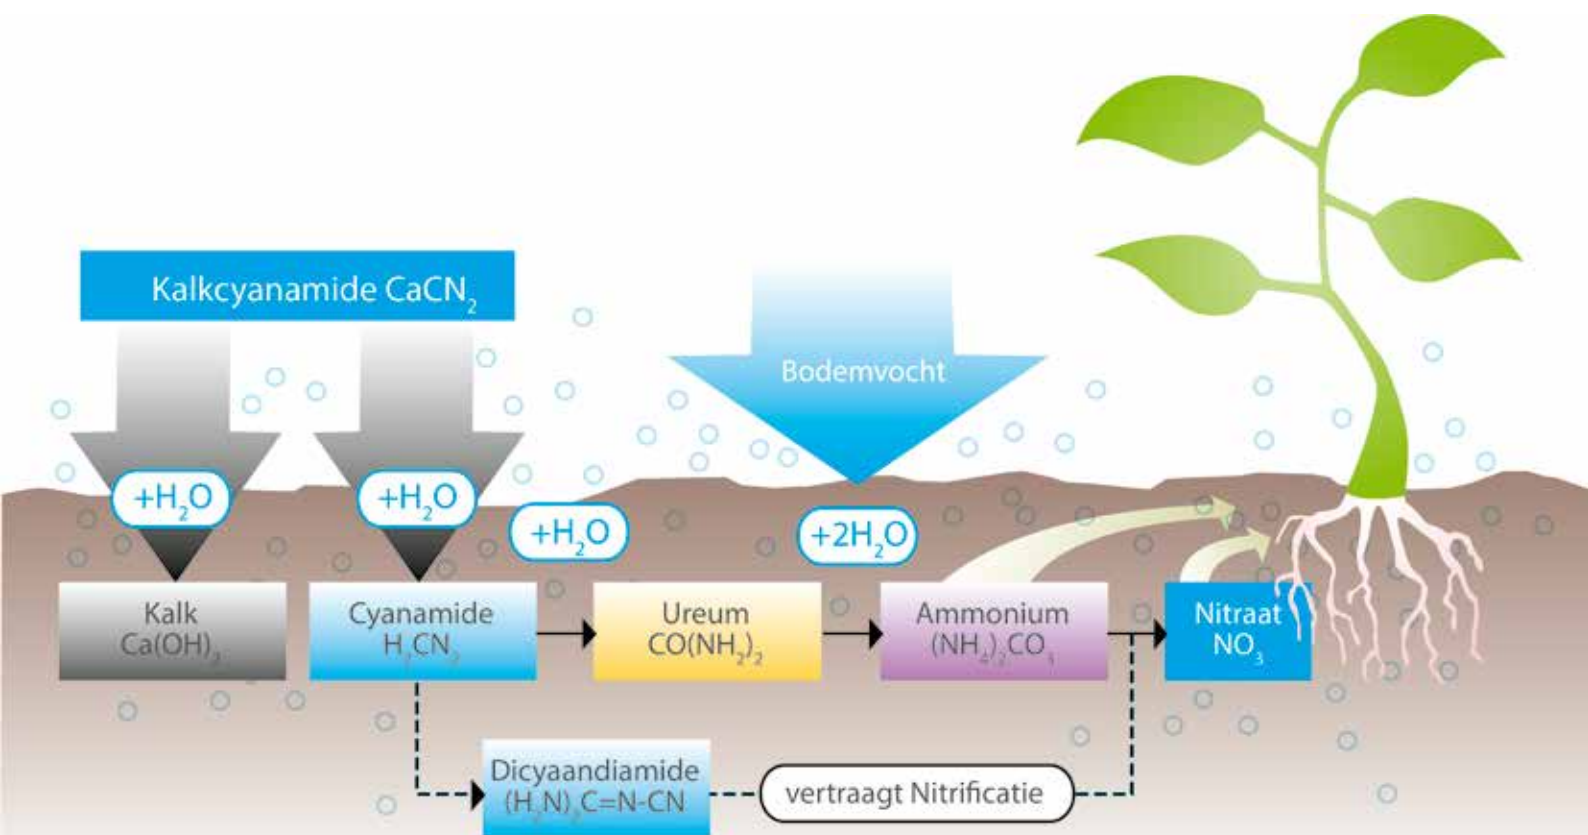 Kalkcyanamide CaCN₂
Bodemvocht
+H₂O
+H₂O
+H₂O
+2H₂O
Kalk
Ca(OH)₂
Cyanamide
H₂CN₂
Ureum
CO(NH₂)₂
Ammonium
(NH₄)₂CO₃
Nitraat
NO₃
Dicyaandiamide
(H₂N)₂C=N-CN
vertraagt Nitrificatie